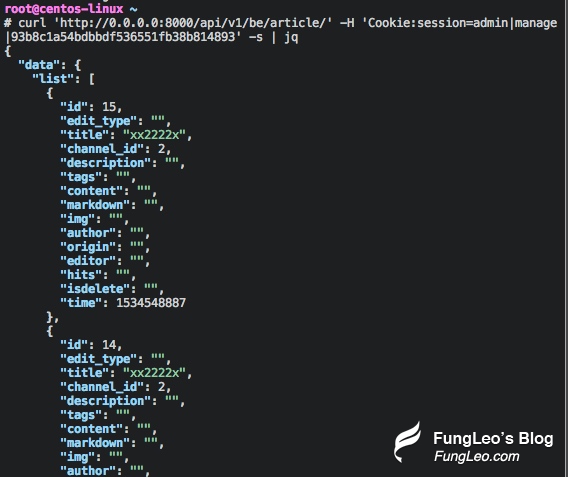 root@centos-linux ~
# curl 'http://0.0.0.0:8000/api/v1/be/article/' -H 'Cookie:session=admin|manage
|93b8c1a54bdbbdf536551fb38b814893' -s | jq
{
  "data": {
    "list": [
      {
        "id": 15,
        "edit_type": "",
        "title": "xx2222x",
        "channel_id": 2,
        "description": "",
        "tags": "",
        "content": "",
        "markdown": "",
        "img": "",
        "author": "",
        "origin": "",
        "editor": "",
        "hits": "",
        "isdelete": "",
        "time": 1534548887
      },
      {
        "id": 14,
        "edit_type": "",
        "title": "xx2222x",
        "channel_id": 2,
        "description": "",
        "tags": "",
        "content": "",
        "markdown": "",
        "img": "",
        "author": "",
FungLeo's Blog
FungLeo.com